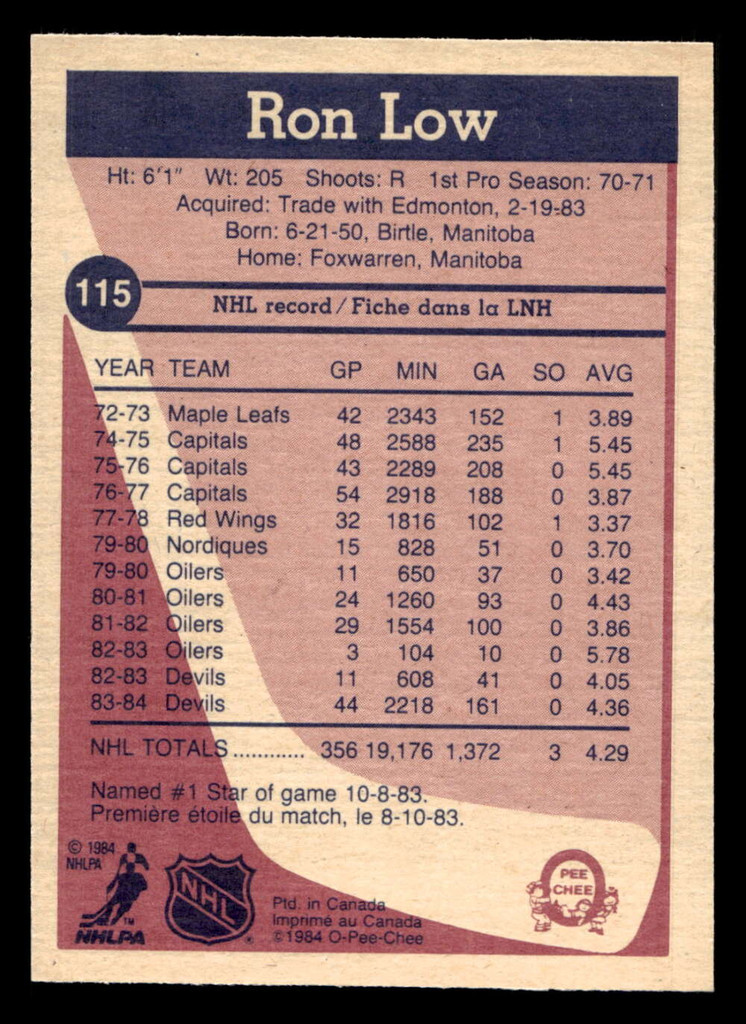 Ron Low
Ht: 6'1" Wt: 205 Shoots: R 1st Pro Season: 70-71
Acquired: Trade with Edmonton, 2-19-83
Born: 6-21-50, Birtle, Manitoba
Home: Foxwarren, Manitoba
115
NHL record/Fiche dans la LNH
YEAR TEAM GP MIN GA SO AVG
72-73 Maple Leafs 42 2343 152 1 3.89
74-75 Capitals 48 2588 235 1 5.45
75-76 Capitals 43 2289 208 0 5.45
76-77 Capitals 54 2918 188 0 3.87
77-78 Red Wings 32 1816 102 1 3.37
79-80 Nordiques 15 828 51 0 3.70
79-80 Oilers 11 650 37 0 3.42
80-81 Oilers 24 1260 93 0 4.43
81-82 Oilers 29 1554 100 0 3.86
82-83 Oilers 3 104 10 0 5.78
82-83 Devils 11 608 41 0 4.05
83-84 Devils 44 2218 161 0 4.36
NHL TOTALS............ 356 19,176 1,372 3 4.29
Named #1 Star of game 10-8-83.
Première étoile du match, le 8-10-83.
© 1984
NHLPA
TM
NHLPA
NHL
®
Ptd. in Canada
Imprimé au Canada
©1984 O-Pee-Chee
O
PEE
CHEE